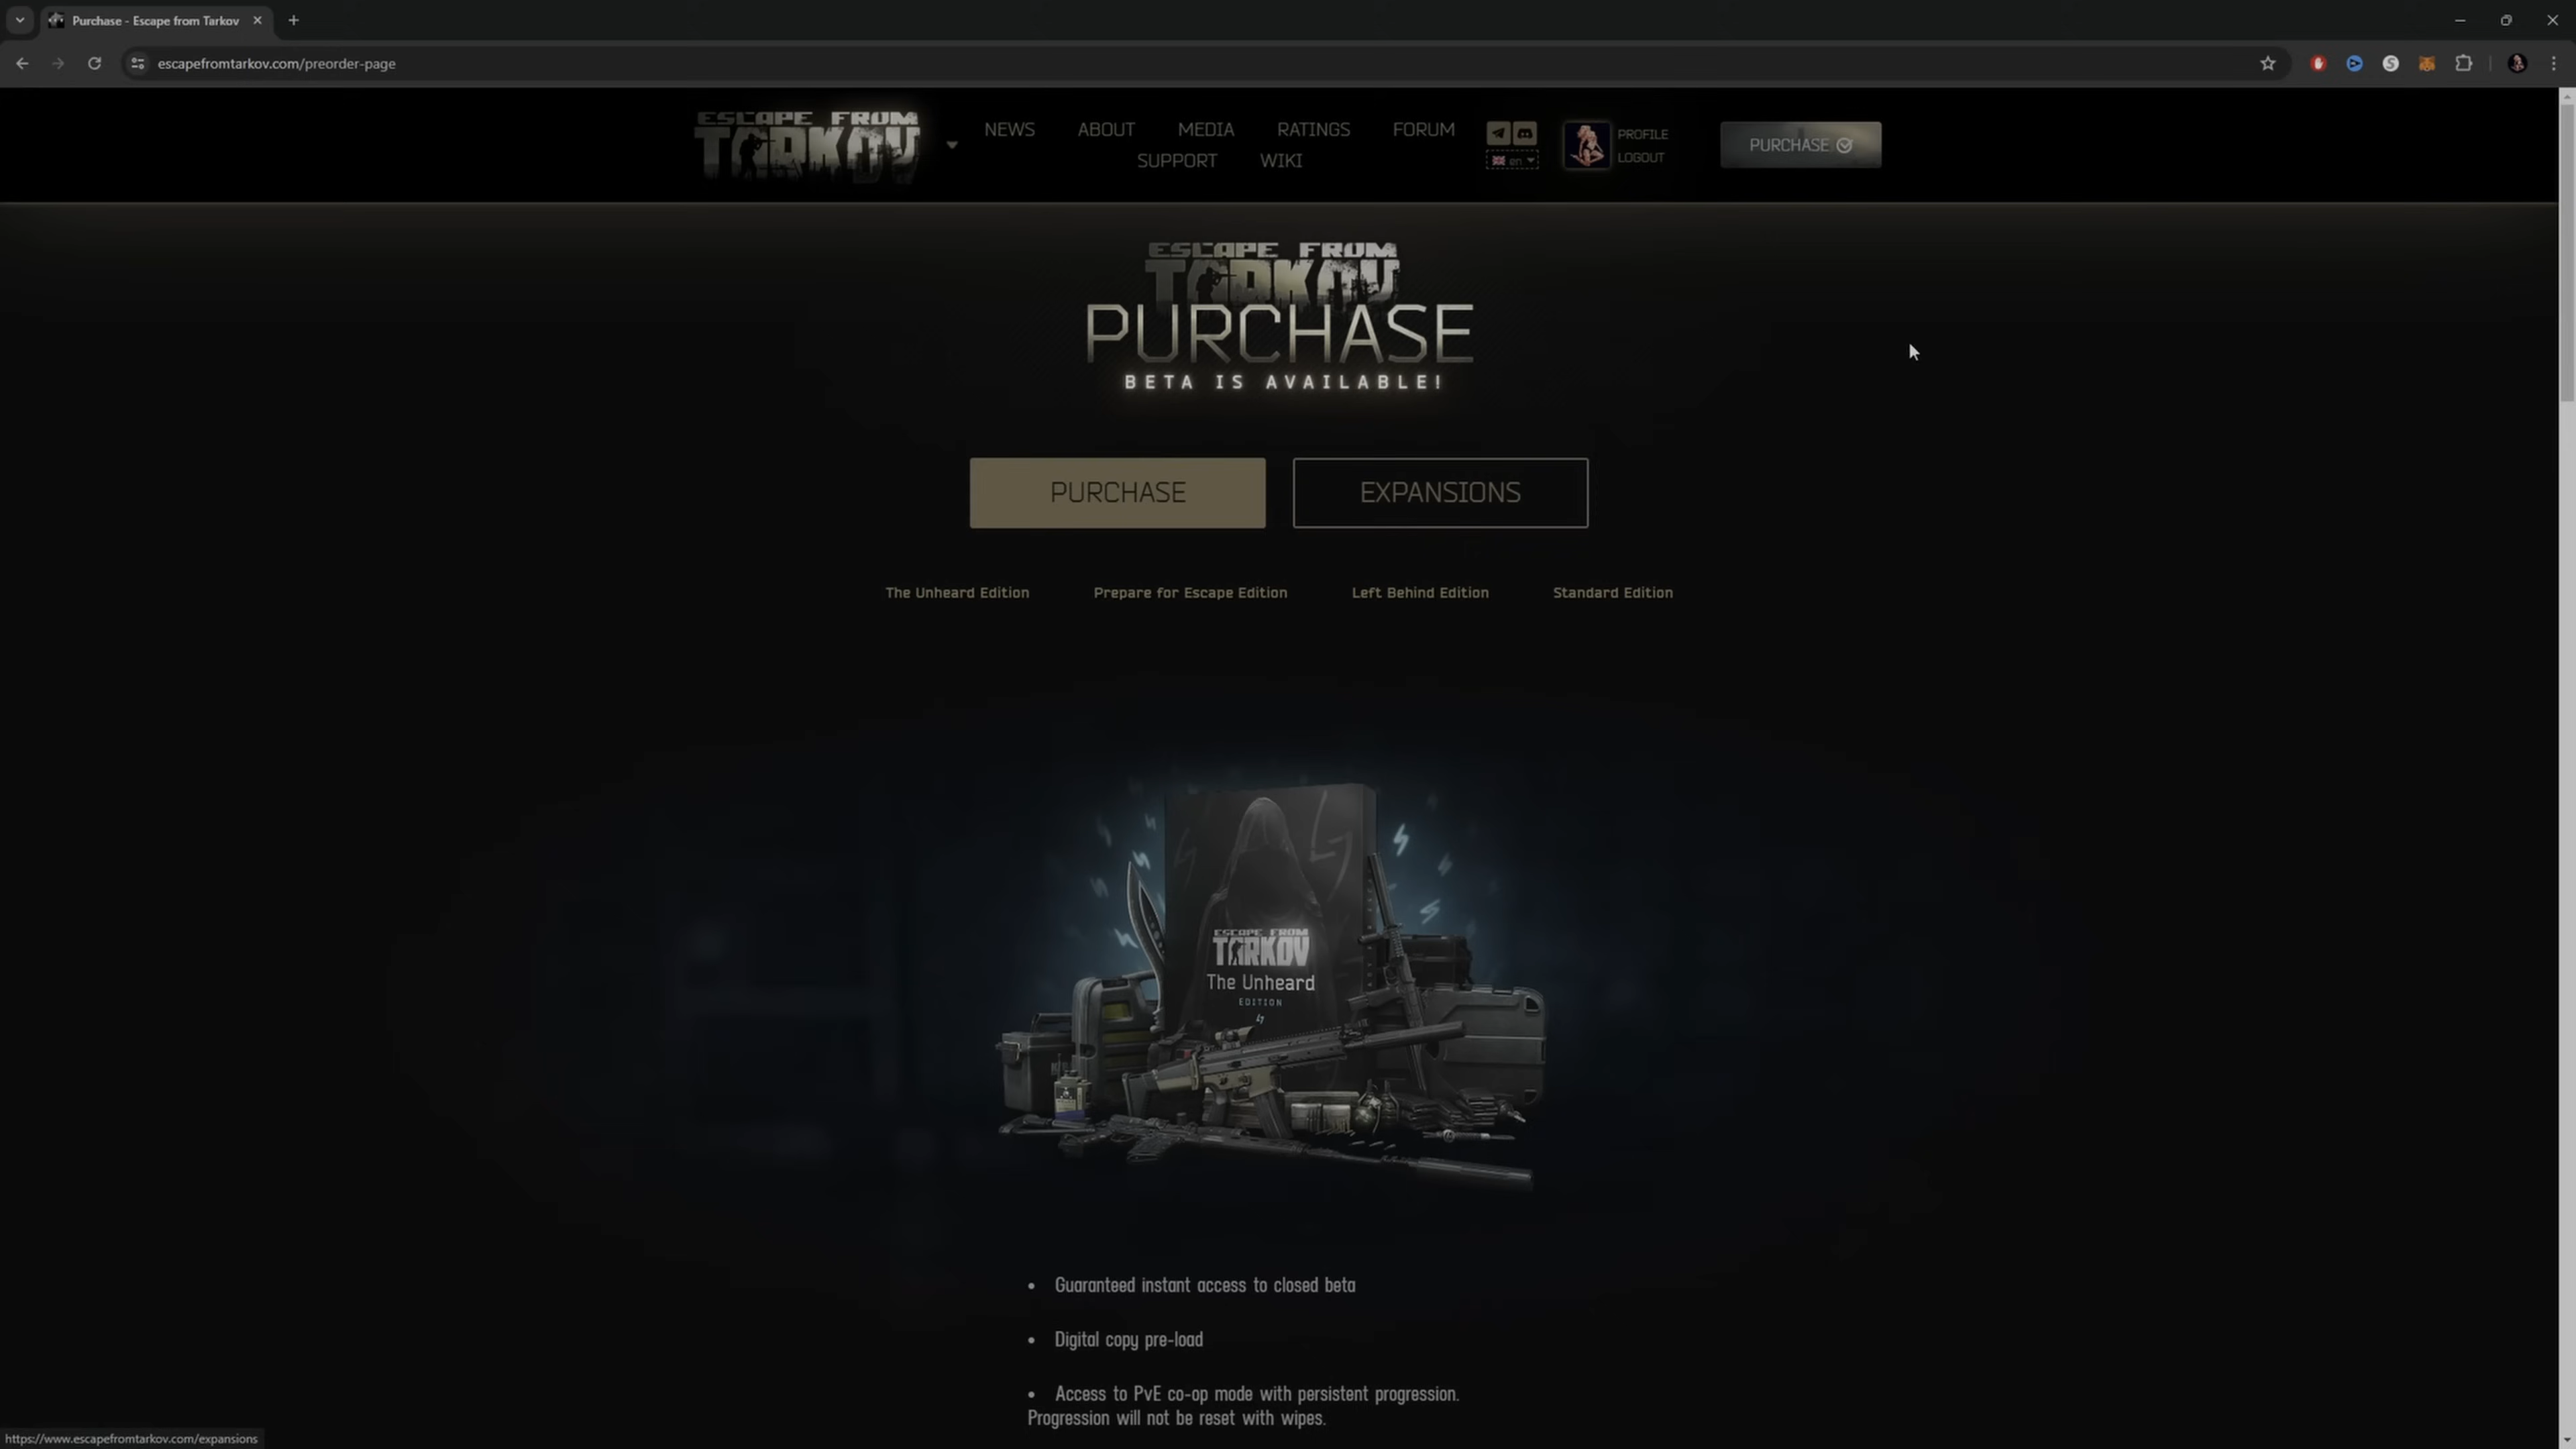 Purchase - Escape from Tarkov
escapefromtarkov.com/preorder-page
ESCAPE FROM
TARKOV
NEWS
ABOUT
MEDIA
RATINGS
FORUM
SUPPORT
WIKI
en
PROFILE
LOGOUT
PURCHASE
ESCAPE FROM
TARKOV
PURCHASE
BETA IS AVAILABLE!
PURCHASE
EXPANSIONS
The Unheard Edition
Prepare for Escape Edition
Left Behind Edition
Standard Edition
ESCAPE FROM
TARKOV
The Unheard
EDITION
• Guaranteed instant access to closed beta
• Digital copy pre-load
• Access to PvE co-op mode with persistent progression.
Progression will not be reset with wipes.
https://www.escapefromtarkov.com/expansions